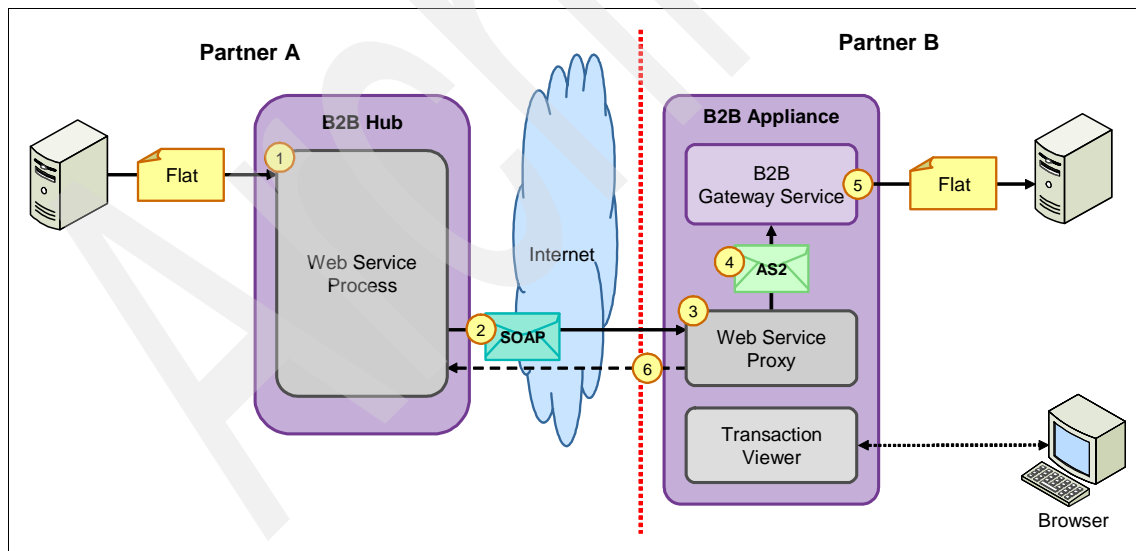 Partner A
Partner B
B2B Hub
B2B Appliance
1
Flat
Web Service
Process
Internet
2
SOAP
B2B
Gateway Service
5
Flat
4
AS2
3
Web Service
Proxy
6
Transaction
Viewer
Browser